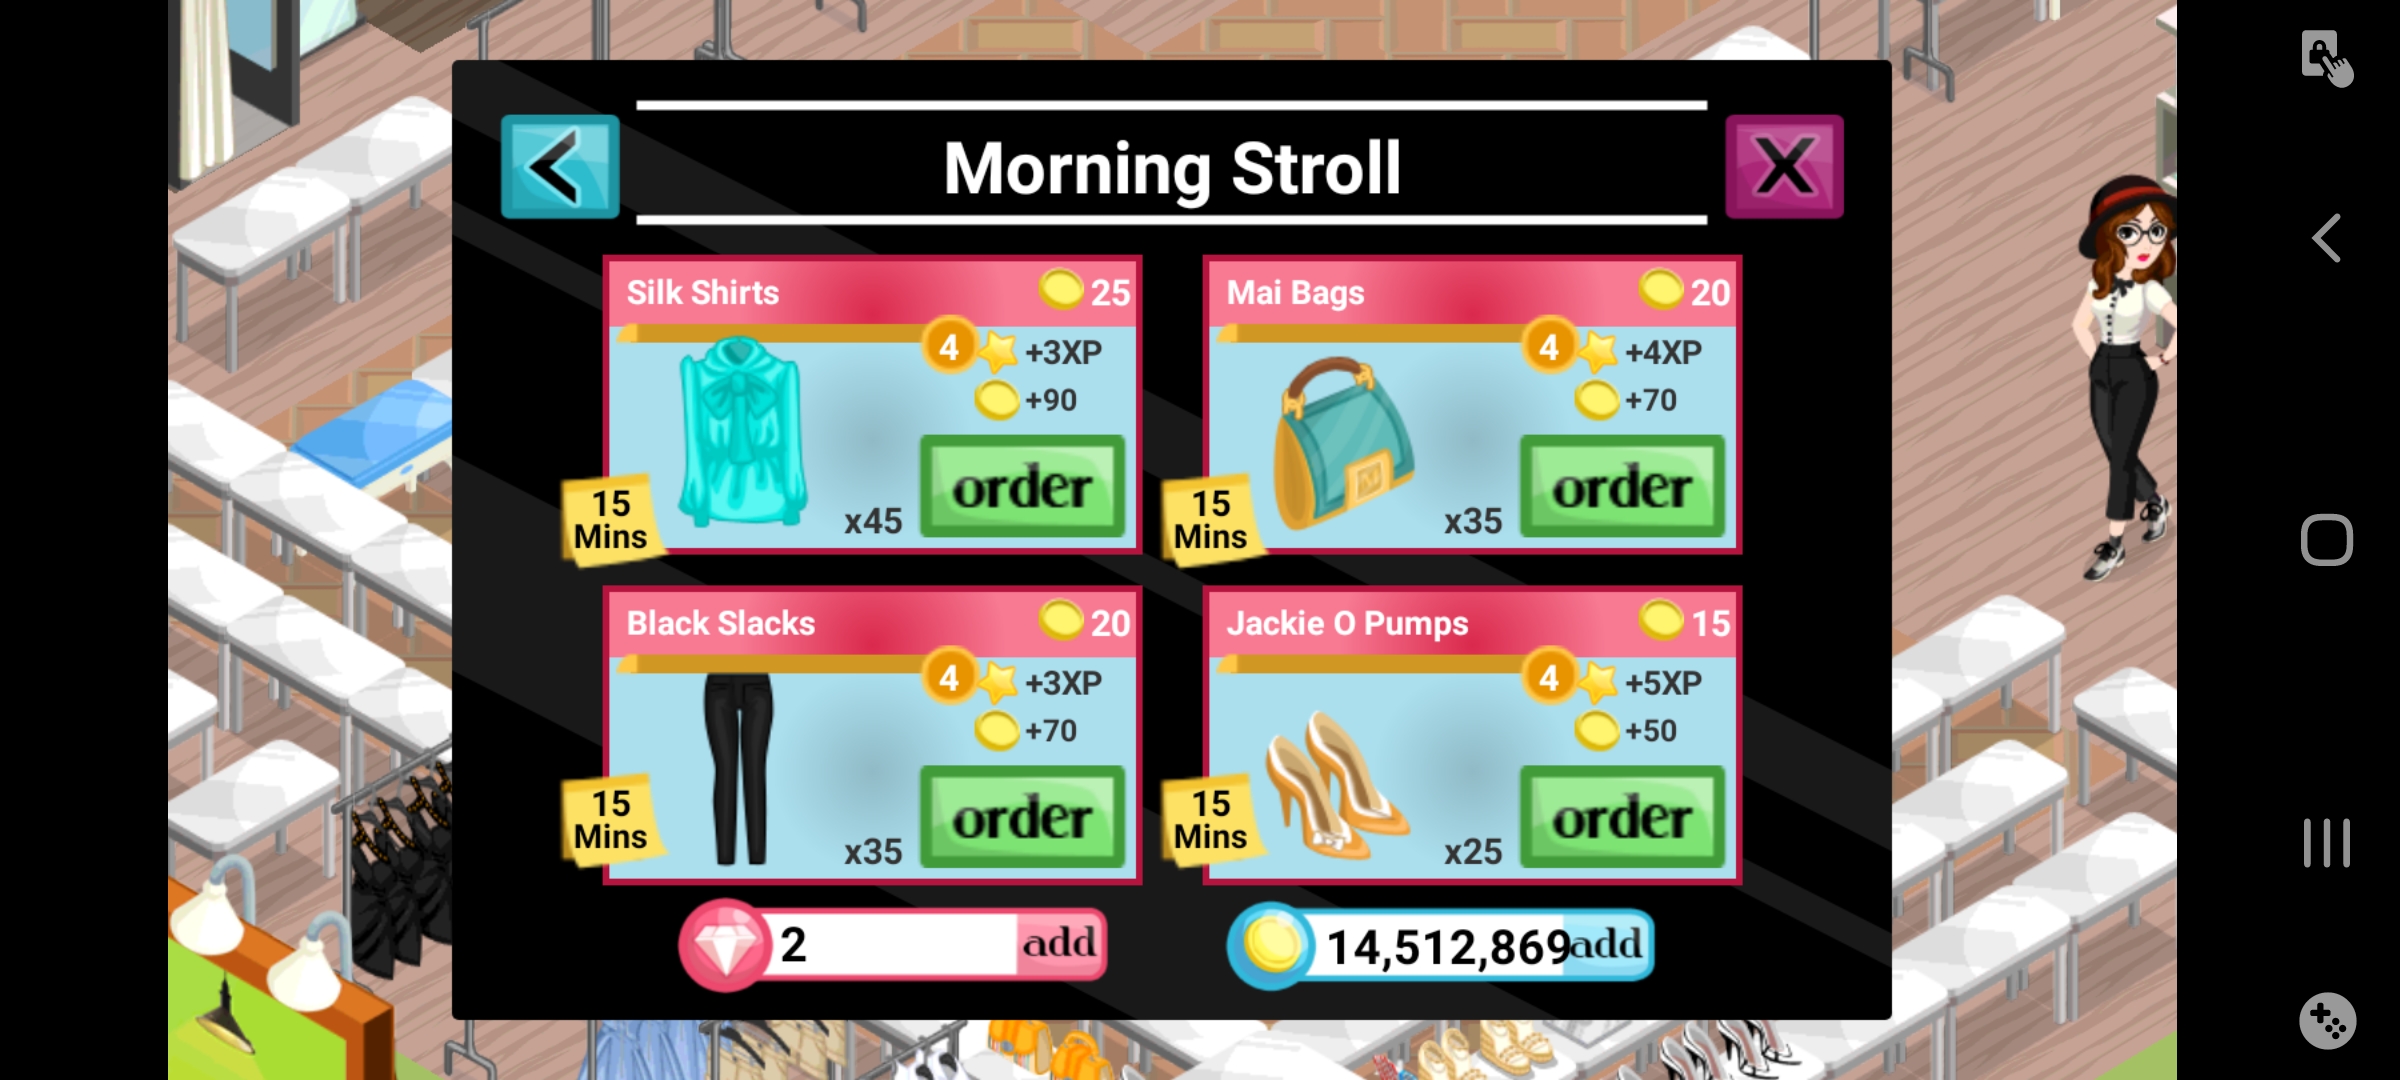 Morning Stroll
Silk Shirts 25
4 +3XP
+90
15
Mins
x45
order
Mai Bags 20
4 +4XP
+70
15
Mins
x35
order
Black Slacks 20
4 +3XP
+70
15
Mins
x35
order
Jackie O Pumps 15
4 +5XP
+50
15
Mins
x25
order
2 add
14,512,869 add